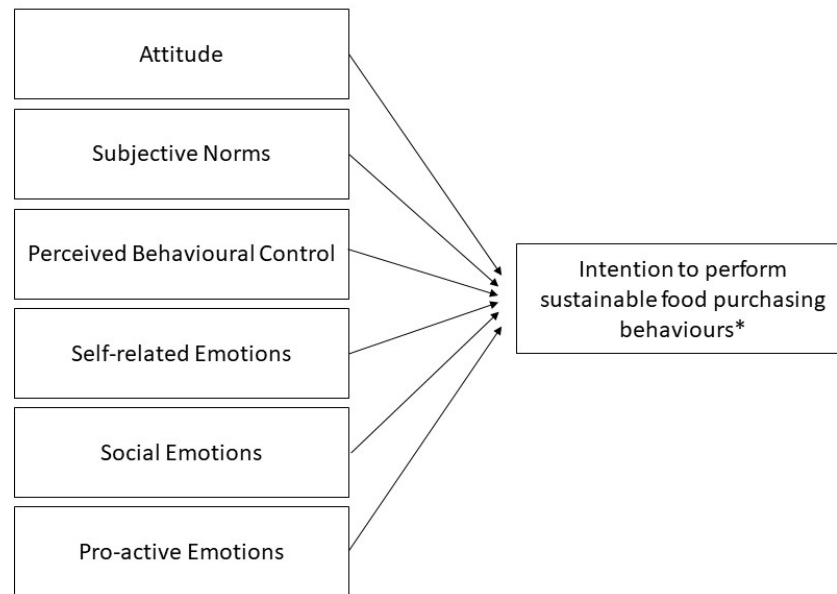 Attitude
Subjective Norms
Perceived Behavioural Control
Self-related Emotions
Social Emotions
Pro-active Emotions
Intention to perform
sustainable food purchasing
behaviours*